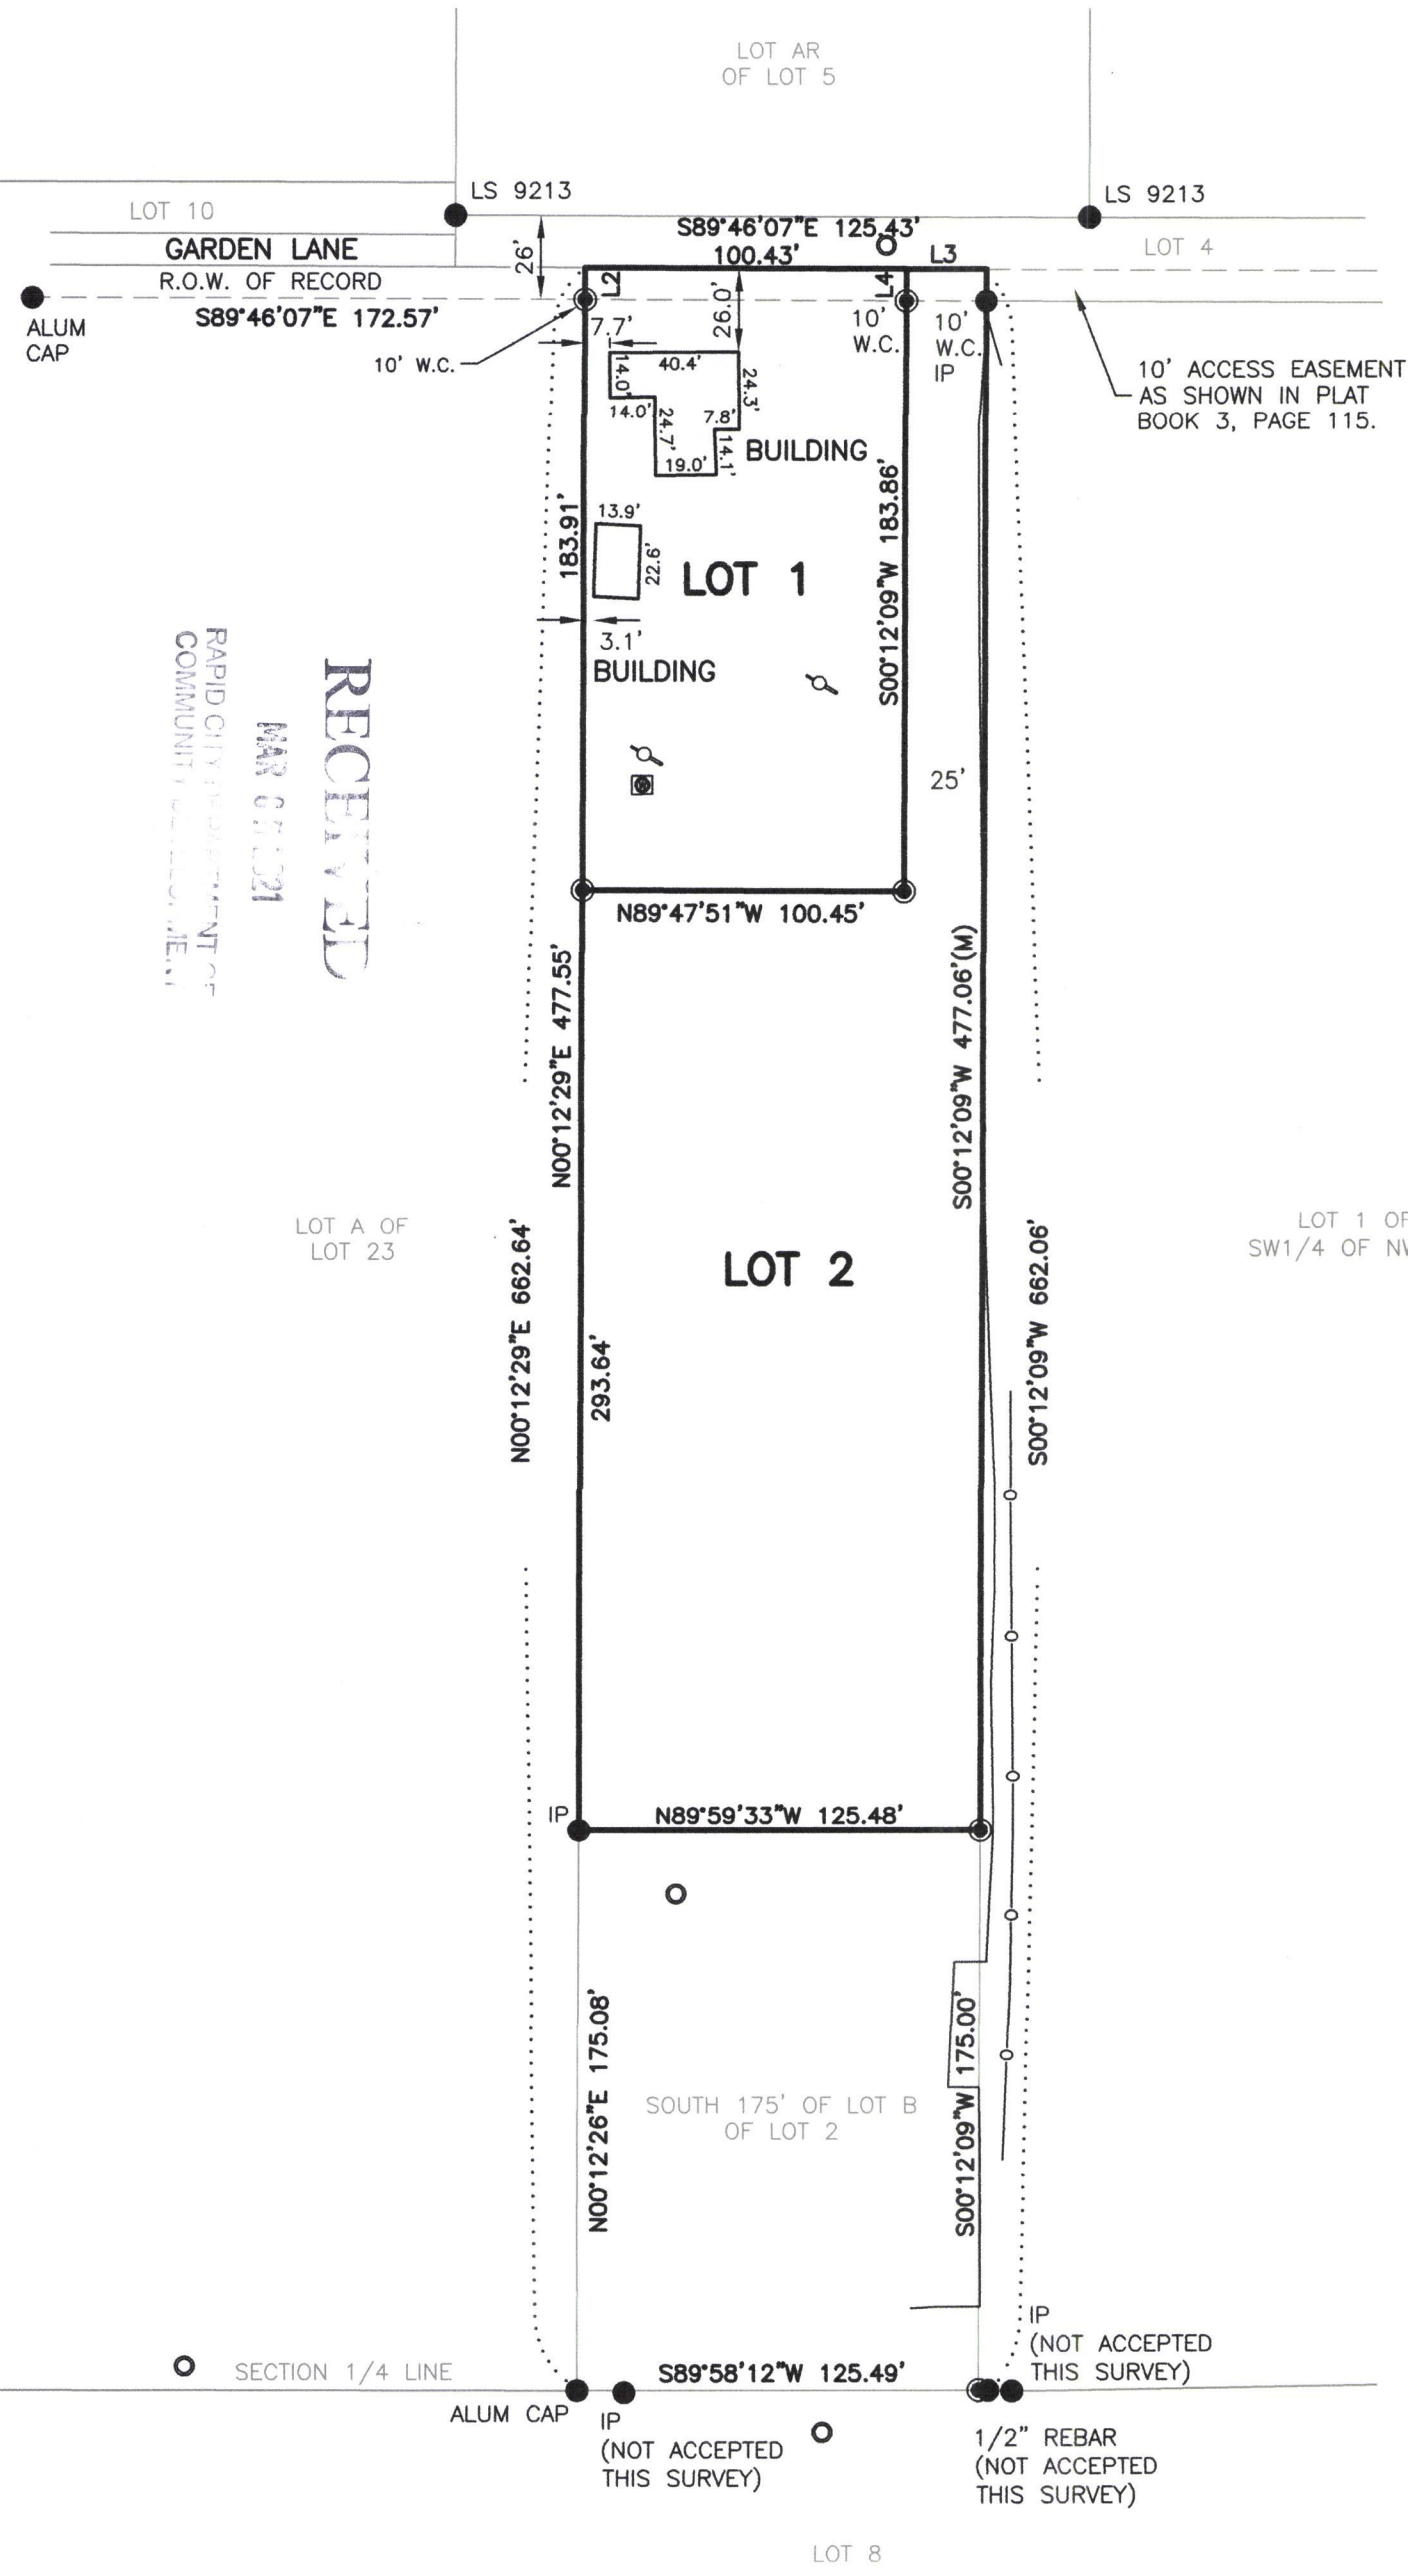 LOT AR
OF LOT 5
LS 9213
LS 9213
LOT 10
S89°46'07"E 125.43'
GARDEN LANE
100.43'
L3
LOT 4
26'
R.O.W. OF RECORD
L2
L4
S89°46'07"E 172.57'
ALUM
CAP
7.7'
26.0'
10'
W.C.
10'
W.C.
IP
10' W.C.
10' ACCESS EASEMENT
AS SHOWN IN PLAT
BOOK 3, PAGE 115.
40.4'
14.0'
24.3'
14.0'
24.7'
7.8'
14.1'
19.0'
BUILDING
183.91'
13.9'
22.6'
LOT 1
S00°12'09"W 183.86'
3.1'
BUILDING
RECEIVED
MAR
RAPID CITY
25'
N89°47'51"W 100.45'
N00°12'29"E 477.55'
S00°12'09"W 477.06'(M)
LOT A OF
LOT 23
LOT 1 OF
SW1/4 OF
N00°12'29"E 662.64'
LOT 2
S00°12'09"W 662.06'
293.64'
IP
N89°59'33"W 125.48'
N00°12'26"E 175.08'
S00°12'09"W 175.00'
SOUTH 175' OF LOT B
OF LOT 2
IP
(NOT ACCEPTED
THIS SURVEY)
SECTION 1/4 LINE
S89°58'12"W 125.49'
ALUM CAP
IP
(NOT ACCEPTED
THIS SURVEY)
1/2" REBAR
(NOT ACCEPTED
THIS SURVEY)
LOT 8